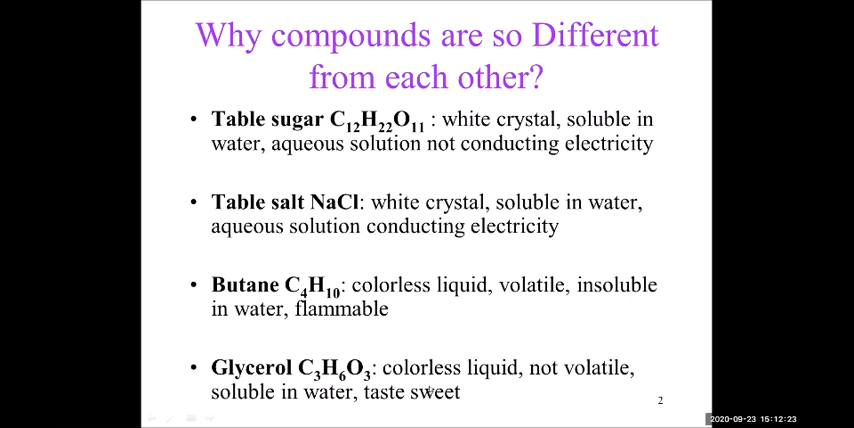 Why compounds are so Different
from each other?
• Table sugar C₁₂H₂₂O₁₁ : white crystal, soluble in
water, aqueous solution not conducting electricity
• Table salt NaCl: white crystal, soluble in water,
aqueous solution conducting electricity
• Butane C₄H₁₀: colorless liquid, volatile, insoluble
in water, flammable
• Glycerol C₃H₆O₃: colorless liquid, not volatile,
soluble in water, taste sweet
2
2020-09-23 15:12:23